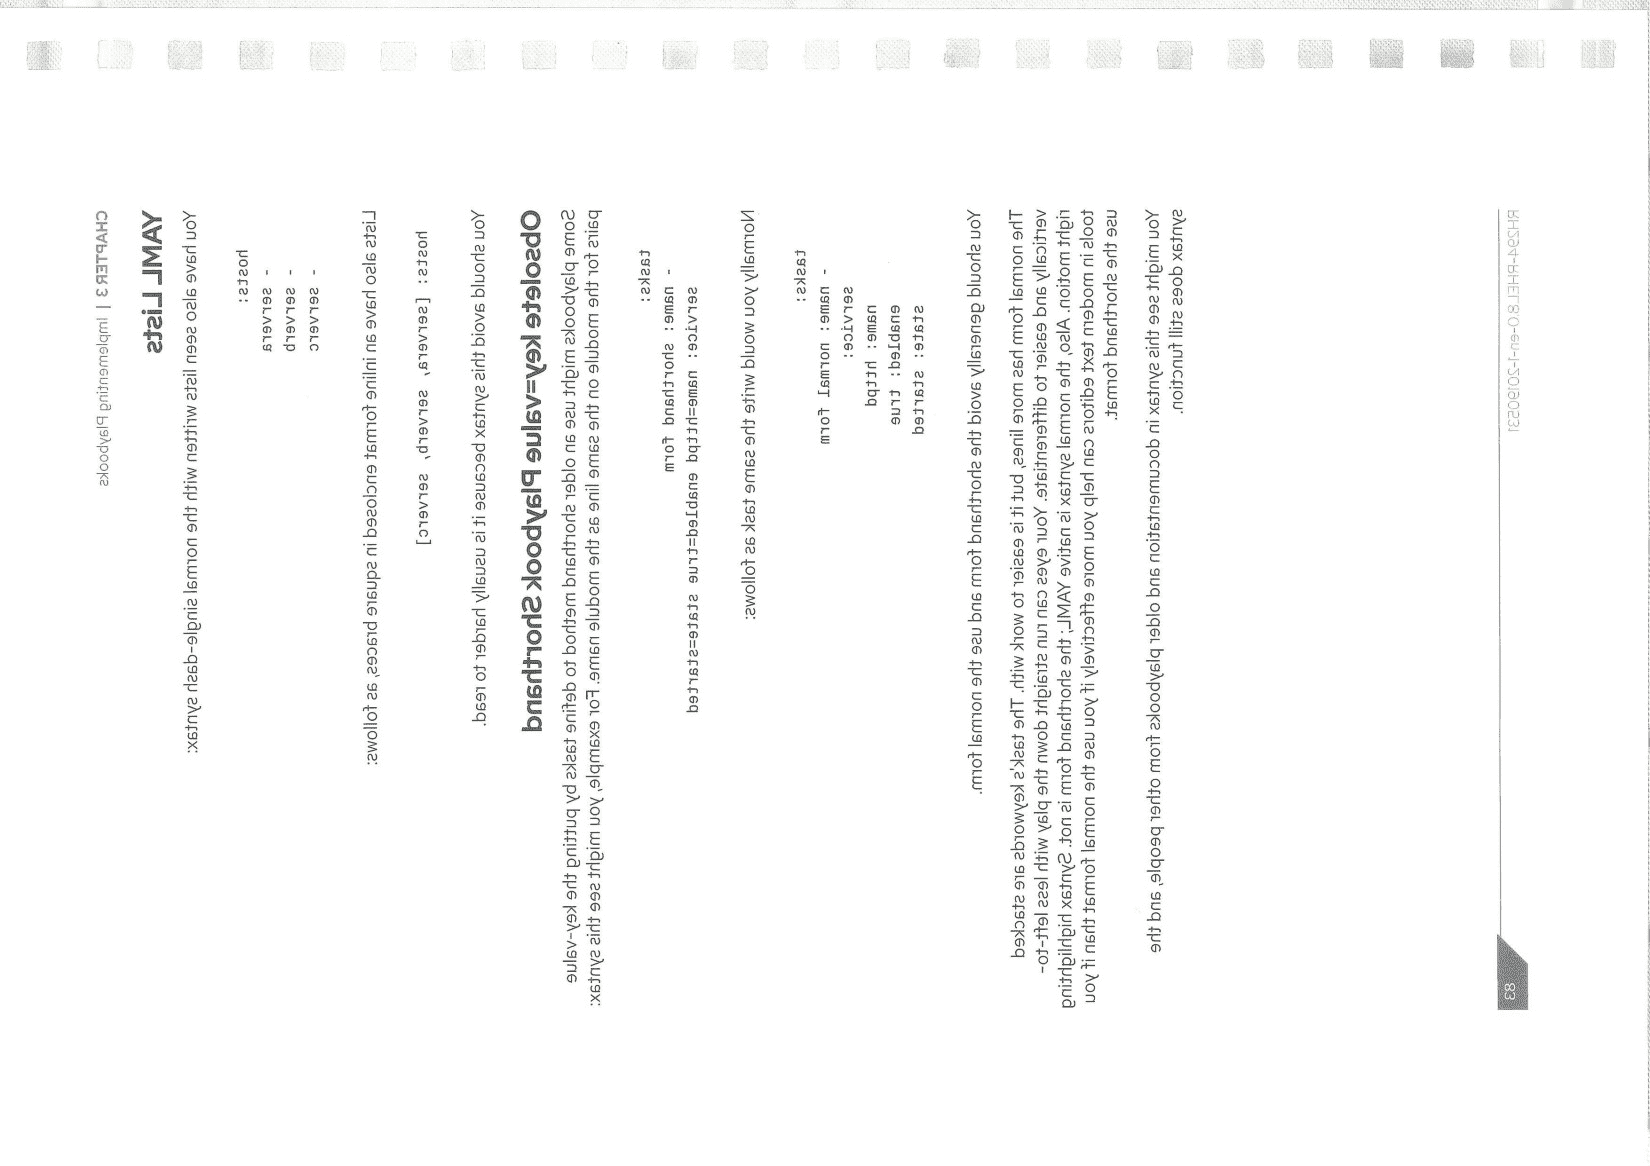 CHAPTER 3 | Implementing Playbooks
YAML Lists
You have also seen lists written with the normal single-dash syntax:
hosts:
- servera
- serverb
- serverc
Lists also have an inline format enclosed in square braces, as follows:
hosts: [servera, serverb, serverc]
You should avoid this syntax because it is usually harder to read.
Obsolete key=value Playbook Shorthand
Some playbooks might use an older shorthand method to define tasks by putting the key-value
pairs for the module on the same line as the module name. For example, you might see this syntax:
tasks:
- name: shorthand form
service: name=httpd enabled=true state=started
Normally you would write the same task as follows:
tasks:
- name: normal form
service:
name: httpd
enabled: true
state: started
You should generally avoid the shorthand form and use the normal form.
The normal form has more lines, but it is easier to work with. The task's keywords are stacked
vertically and easier to differentiate. Your eyes can run straight down the play with less left-to-
right motion. Also, the normal syntax is native YAML; the shorthand form is not. Syntax highlighting
tools in modern text editors can help you more effectively if you use the normal format than if you
use the shorthand format.
You might see this syntax in documentation and older playbooks from other people, and the
syntax does still function.
RH294-RHEL8.0-en-1-20190531
83